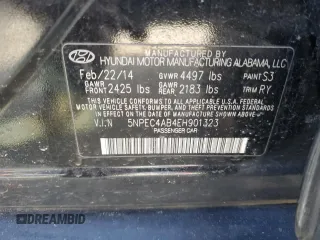 HYUNDAI MOTOR MANUFACTURING ALABAMA, LLC
Feb/22/14 GVWR 4497 lbs PAINT S3
GAWR FRONT 2425 lbs GAWR REAR 2183 lbs TRIM RY.
THIS VEHICLE CONFORMS TO ALL APPLICABLE FEDERAL
MOTOR VEHICLE SAFETY, BUMPER, AND THEFT PREVENTION
STANDARDS IN EFFECT ON THE DATE OF MANUFACTURE SHOWN ABOVE.
V.I.N 5NPEC4AB4EH901323
PASSENGER CAR
DREAMBID